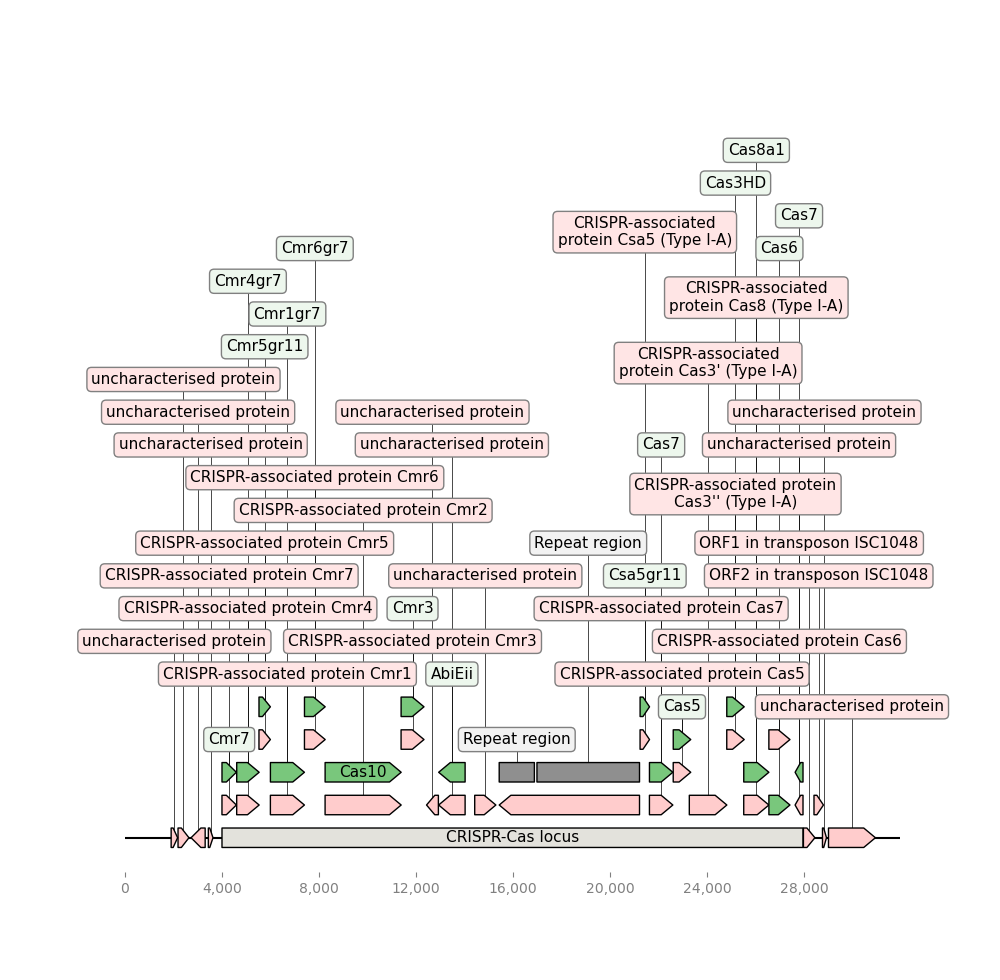 Cas8a1
Cas3HD
Cas7
CRISPR-associated
protein Csa5 (Type I-A)
Cmr6gr7
Cas6
Cmr4gr7
CRISPR-associated
protein Cas8 (Type I-A)
Cmr1gr7
Cmr5gr11
CRISPR-associated
protein Cas3' (Type I-A)
uncharacterised protein
uncharacterised protein
uncharacterised protein
uncharacterised protein
uncharacterised protein
uncharacterised protein
Cas7
uncharacterised protein
CRISPR-associated protein Cmr6
CRISPR-associated protein
Cas3'' (Type I-A)
CRISPR-associated protein Cmr2
CRISPR-associated protein Cmr5
Repeat region
ORF1 in transposon ISC1048
CRISPR-associated protein Cmr7
uncharacterised protein
Csa5gr11
ORF2 in transposon ISC1048
CRISPR-associated protein Cmr4
Cmr3
CRISPR-associated protein Cas7
uncharacterised protein
CRISPR-associated protein Cmr3
CRISPR-associated protein Cas6
CRISPR-associated protein Cmr1
AbiEii
CRISPR-associated protein Cas5
Cas5
uncharacterised protein
Cmr7
Repeat region
Cas10
CRISPR-Cas locus
0
4,000
8,000
12,000
16,000
20,000
24,000
28,000